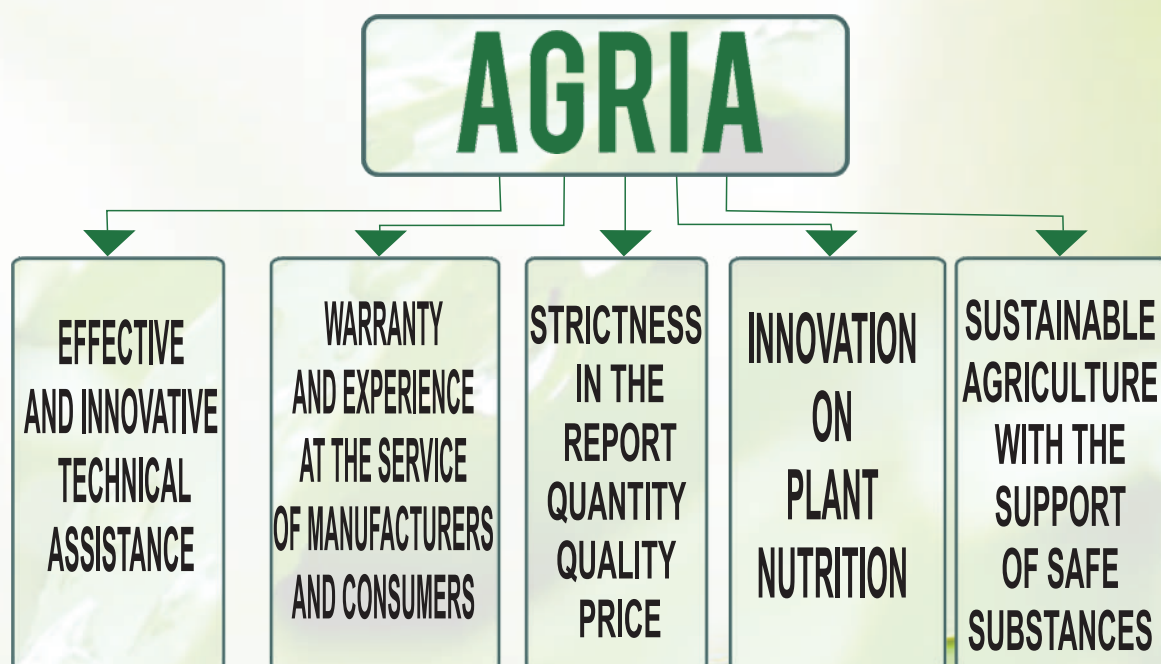 AGRIA
EFFECTIVE
AND INNOVATIVE
TECHNICAL
ASSISTANCE
WARRANTY
AND EXPERIENCE
AT THE SERVICE
OF MANUFACTURERS
AND CONSUMERS
STRICTNESS
IN THE
REPORT
QUANTITY
QUALITY
PRICE
INNOVATION
ON
PLANT
NUTRITION
SUSTAINABLE
AGRICULTURE
WITH THE
SUPPORT
OF SAFE
SUBSTANCES